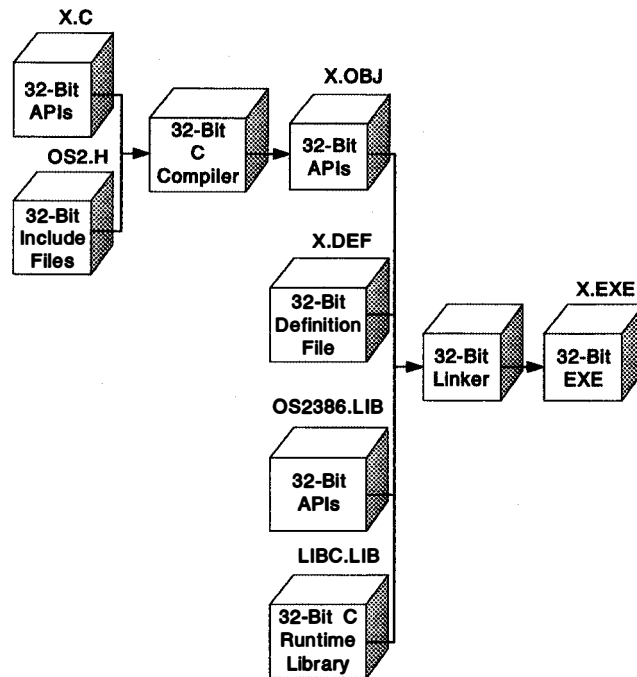 X.C
32-Bit
APIs
OS2.H
32-Bit
Include
Files
32-Bit
C
Compiler
X.OBJ
32-Bit
APIs
X.DEF
32-Bit
Definition
File
OS2386.LIB
32-Bit
APIs
LIBC.LIB
32-Bit C
Runtime
Library
32-Bit
Linker
X.EXE
32-Bit
EXE